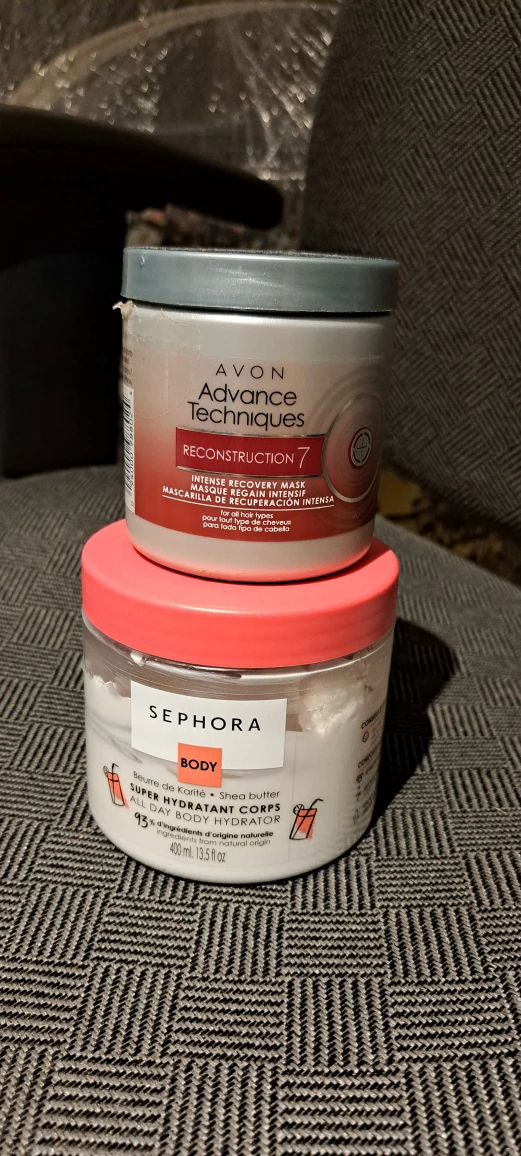 AVON
Advance
Techniques
RECONSTRUCTION 7
INTENSE RECOVERY MASK
MASQUE REGAIN INTENSIF
MASCARILLA DE RECUPERACIÓN INTENSA
for all hair types
pour tout type de cheveux
para todo tipo de cabello
SEPHORA
BODY
Beurre de Karité • Shea butter
SUPER HYDRATANT CORPS
ALL DAY BODY HYDRATOR
93% d'ingrédients d'origine naturelle
ingredients from natural origin
400 ml. 13.5 fl oz